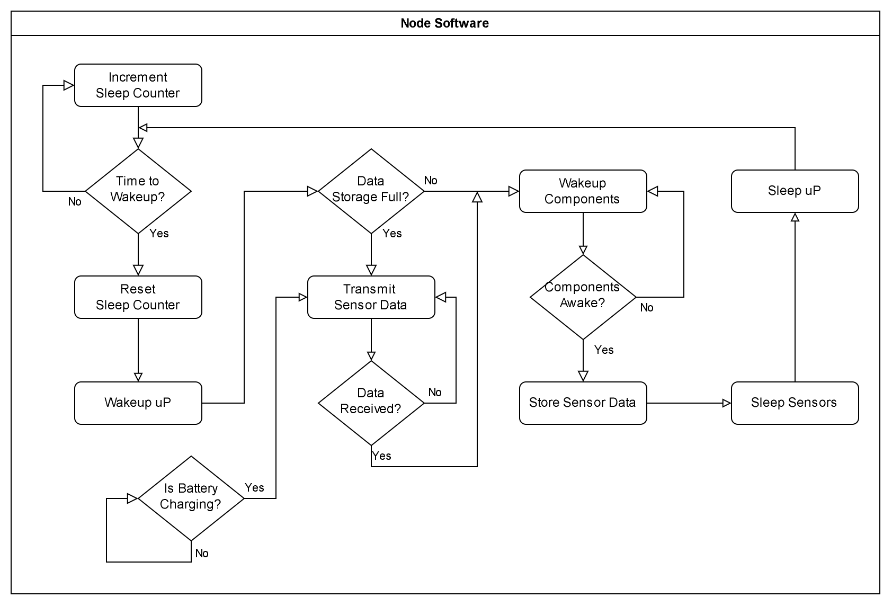 Node Software
Increment
Sleep Counter
Time to
Wakeup?
No
Yes
Reset
Sleep Counter
Wakeup uP
Data
Storage Full?
No
Yes
Transmit
Sensor Data
Data
Received?
No
Yes
Is Battery
Charging?
Yes
No
Wakeup
Components
Components
Awake?
No
Yes
Store Sensor Data
Sleep Sensors
Sleep uP